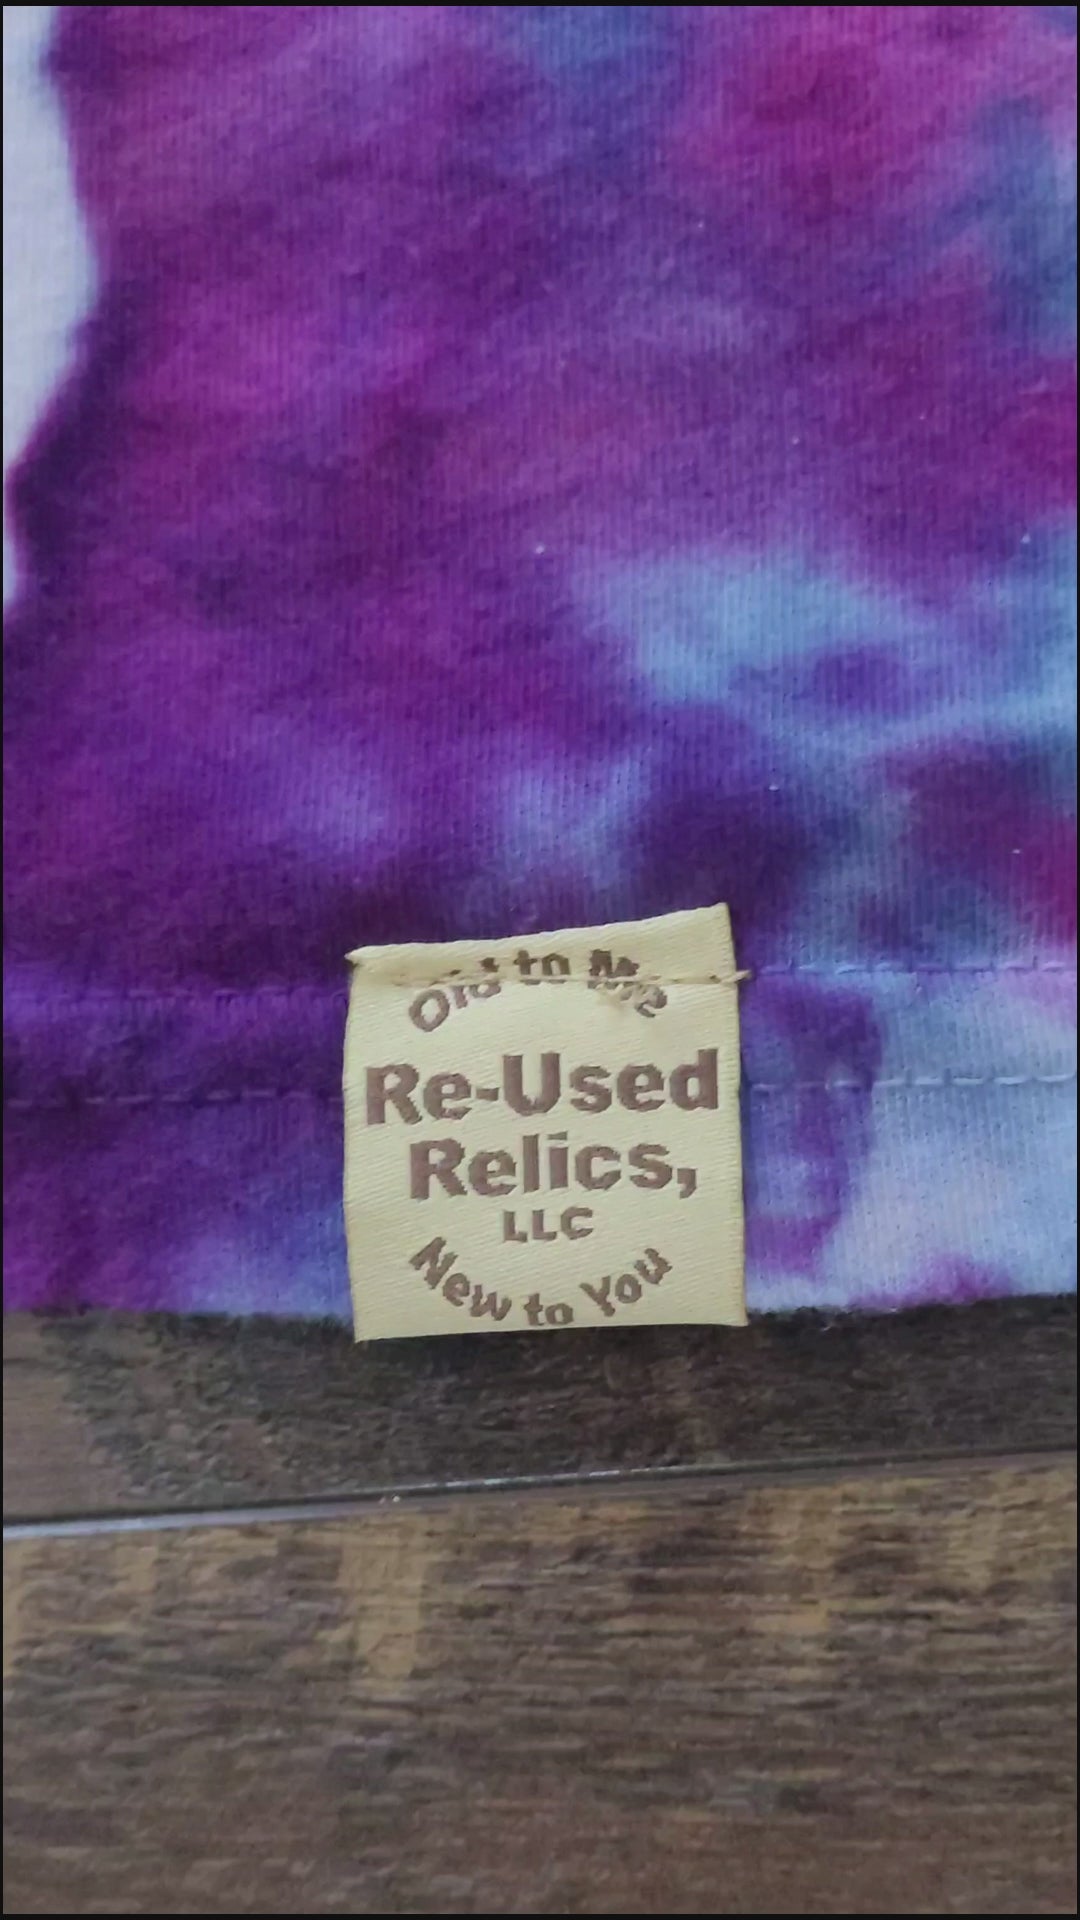 Old to Me
Re-Used
Relics,
LLC
New to You